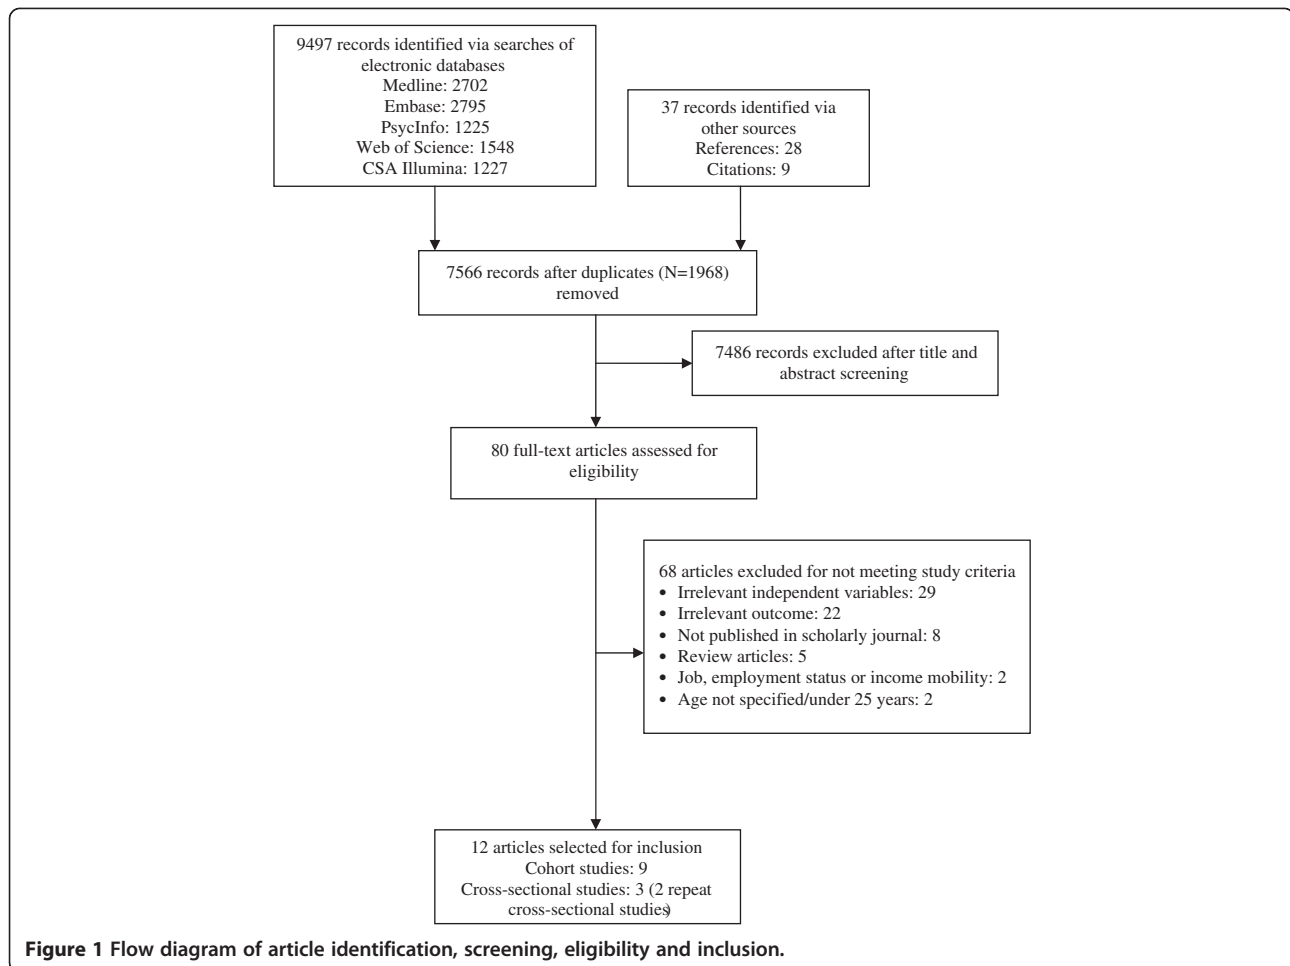 9497 records identified via searches of
electronic databases
Medline: 2702
Embase: 2795
PsycInfo: 1225
Web of Science: 1548
CSA Illumina: 1227
37 records identified via
other sources
References: 28
Citations: 9
7566 records after duplicates (N=1968)
removed
7486 records excluded after title and
abstract screening
80 full-text articles assessed for
eligibility
68 articles excluded for not meeting study criteria
• Irrelevant independent variables: 29
• Irrelevant outcome: 22
• Not published in scholarly journal: 8
• Review articles: 5
• Job, employment status or income mobility: 2
• Age not specified/under 25 years: 2
12 articles selected for inclusion
Cohort studies: 9
Cross-sectional studies: 3 (2 repeat
cross-sectional studies)
Figure 1 Flow diagram of article identification, screening, eligibility and inclusion.